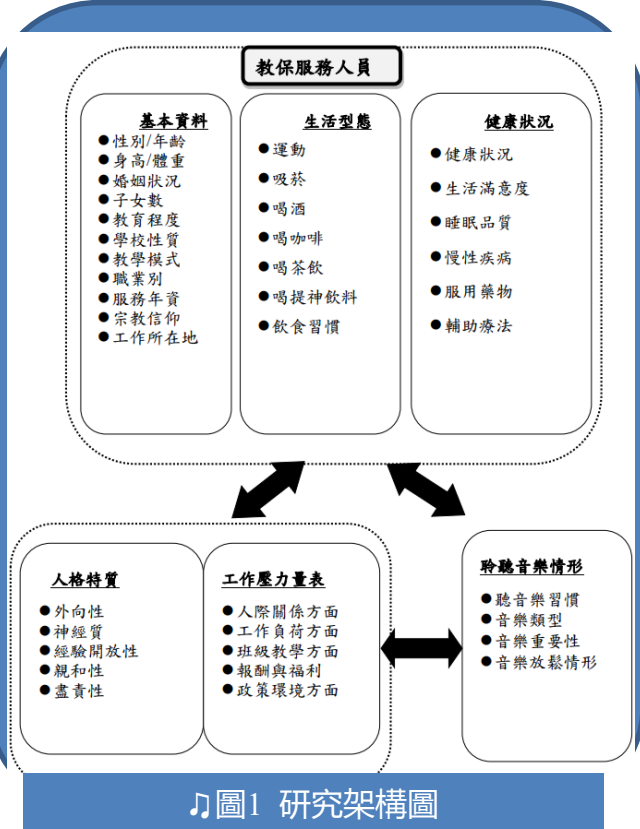 教保服務人員
基本資料
●性別/年齡
●身高/體重
●婚姻狀況
●子女數
●教育程度
●學校性質
●教學模式
●職業別
●服務年資
●宗教信仰
●工作所在地
生活型態
●運動
●吸菸
●喝酒
●喝咖啡
●喝茶飲
●喝提神飲料
●飲食習慣
健康狀況
●健康狀況
●生活滿意度
●睡眠品質
●慢性疾病
●服用藥物
●輔助療法
人格特質
●外向性
●神經質
●經驗開放性
●親和性
●盡責性
工作壓力量表
●人際關係方面
●工作負荷方面
●班級教學方面
●報酬與福利
●政策環境方面
聆聽音樂情形
●聽音樂習慣
●音樂類型
●音樂重要性
●音樂放鬆情形
♫圖1 研究架構圖